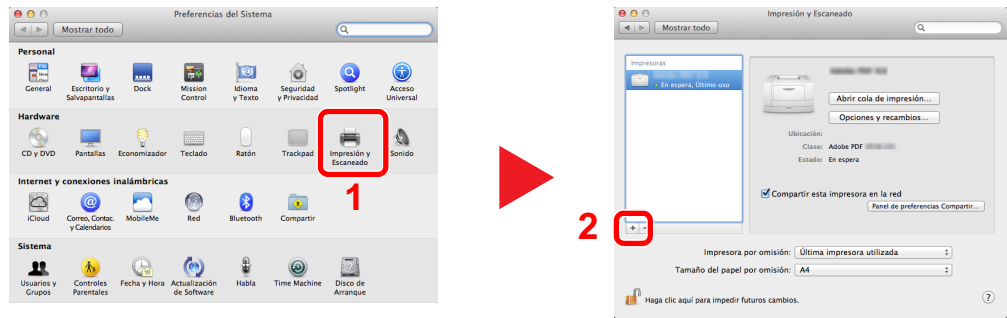 Preferencias del Sistema
Mostrar todo
Personal
General
Escritorio y
Salvapantallas
Dock
Mission
Control
Idioma
y Texto
Seguridad
y Privacidad
Spotlight
Acceso
Universal
Hardware
CD y DVD
Pantallas
Economizador
Teclado
Ratón
Trackpad
Impresión y
Escaneado
Sonido
1
Internet y conexiones inalámbricas
iCloud
Correo, Contac.
y Calendarios
MobileMe
Red
Bluetooth
Compartir
Sistema
Usuarios y
Grupos
Controles
Parentales
Fecha y Hora
Actualización
de Software
Habla
Time Machine
Disco de
Arranque
Impresión y Escaneado
Mostrar todo
Impresoras
En espera, Último uso
Abrir cola de impresión...
Opciones y recambios...
Ubicación:
Clase: Adobe PDF
Estado: En espera
Compartir esta impresora en la red
Panel de preferencias Compartir...
2
+ -
Impresora por omisión: Última impresora utilizada
Tamaño del papel por omisión: A4
Haga clic aquí para impedir futuros cambios.
?